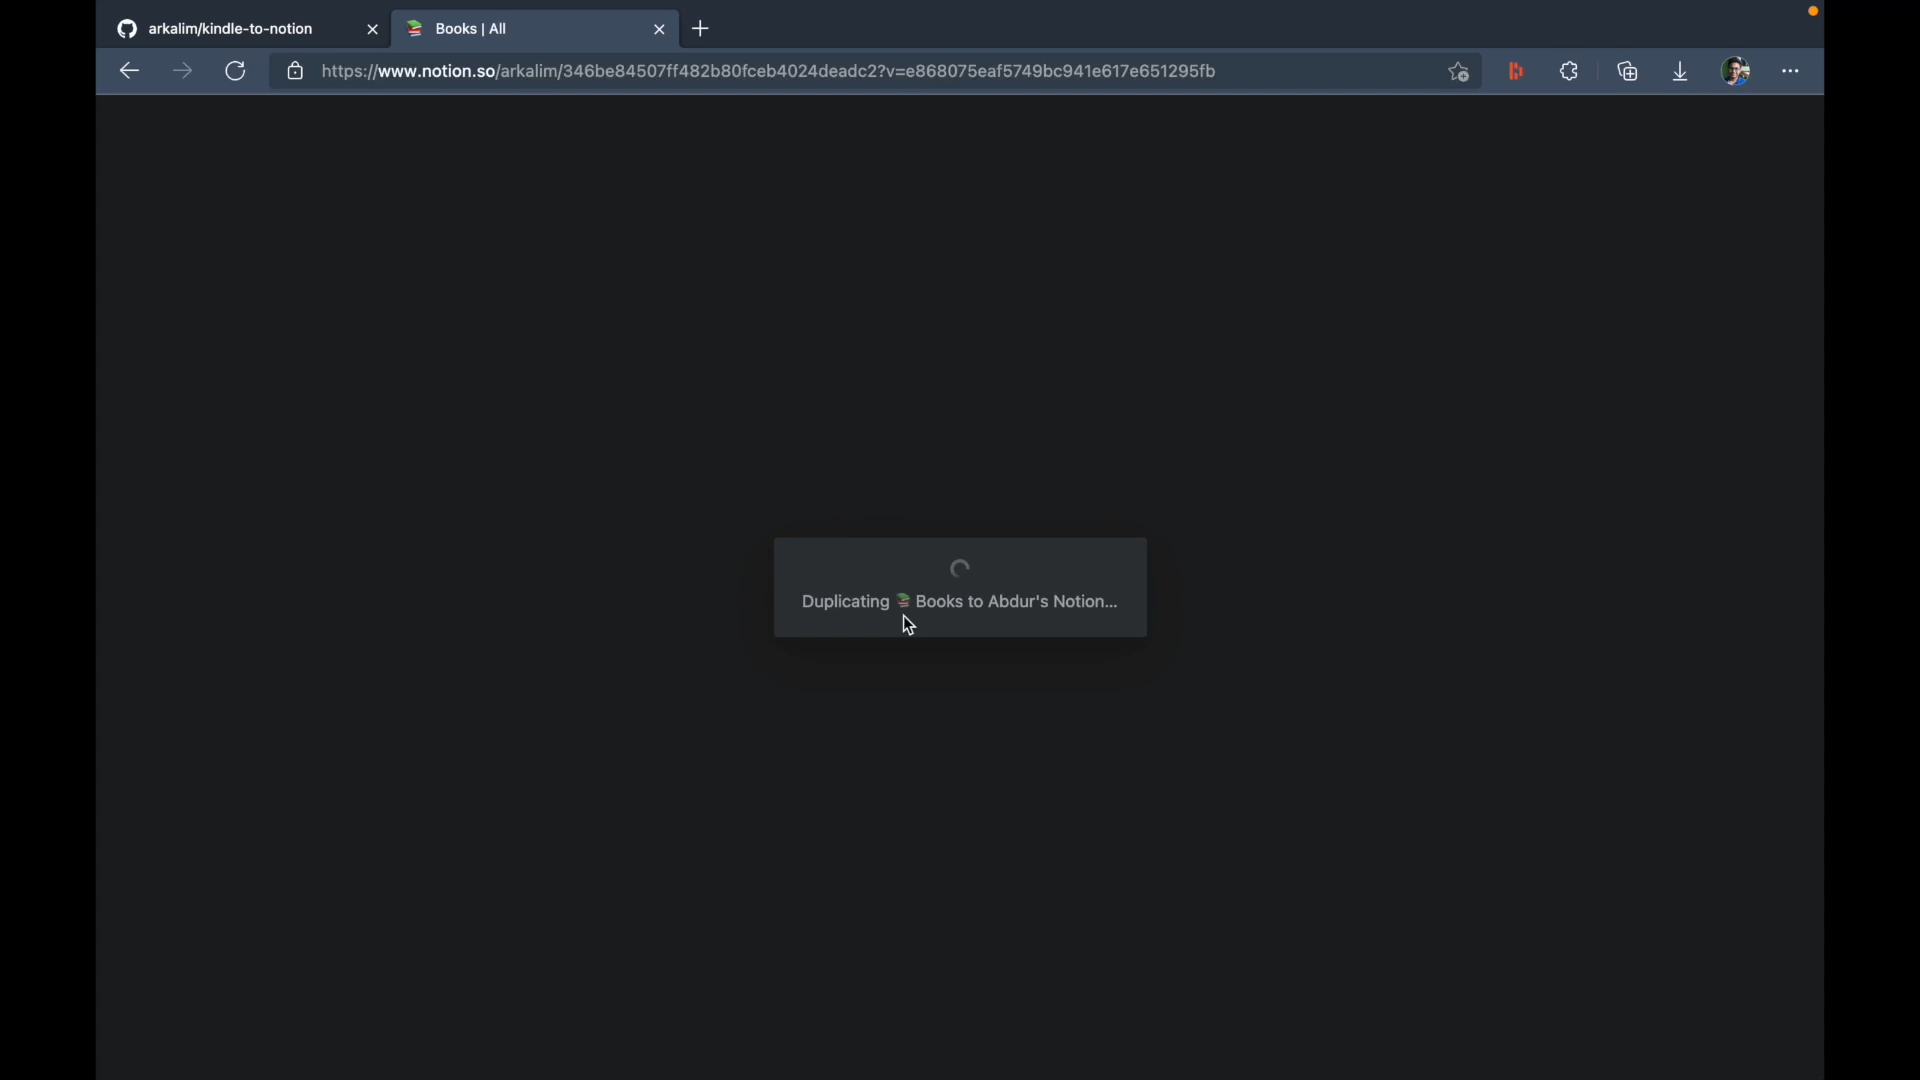 arkalim/kindle-to-notion
Books | All
https://www.notion.so/arkalim/346be84507ff482b80fceb4024deadc2?v=e868075eaf5749bc941e617e651295fb
Duplicating 📚 Books to Abdur's Notion...